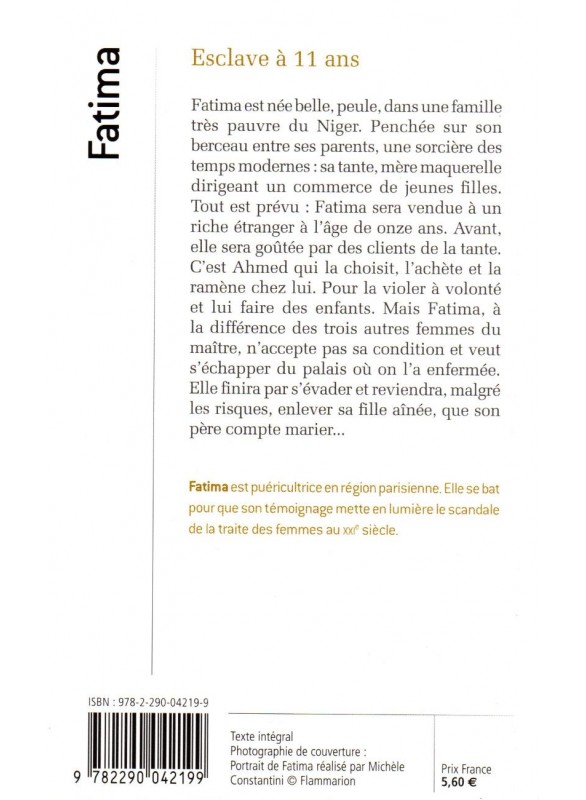 Fatima
Esclave à 11 ans
Fatima est née belle, peule, dans une famille
très pauvre du Niger. Penchée sur son
berceau entre ses parents, une sorcière des
temps modernes : sa tante, mère maquerelle
dirigeant un commerce de jeunes filles.
Tout est prévu : Fatima sera vendue à un
riche étranger à l'âge de onze ans. Avant,
elle sera goûtée par des clients de la tante.
C'est Ahmed qui la choisit, l'achète et la
ramène chez lui. Pour la violer à volonté
et lui faire des enfants. Mais Fatima, à
la différence des trois autres femmes du
maître, n'accepte pas sa condition et veut
s'échapper du palais où on l'a enfermée.
Elle finira par s'évader et reviendra, malgré
les risques, enlever sa fille aînée, que son
père compte marier...
Fatima est puéricultrice en région parisienne. Elle se bat
pour que son témoignage mette en lumière le scandale
de la traite des femmes au XXIe siècle.
ISBN : 978-2-290-04219-9
9 782290 042199
Texte intégral
Photographie de couverture :
Portrait de Fatima réalisé par Michèle
Constantini © Flammarion
Prix France
5,60 €